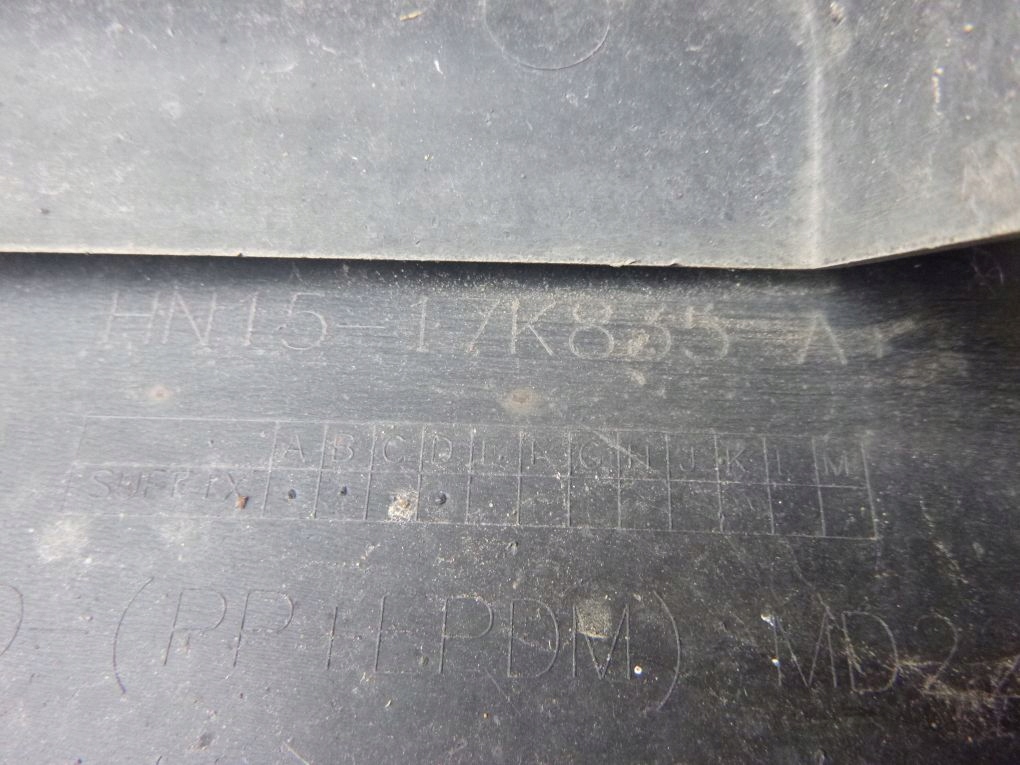 HN15-17K835-A
A B C D E F G H J K L M
SUFFIX
(PP+EPDM) MD2